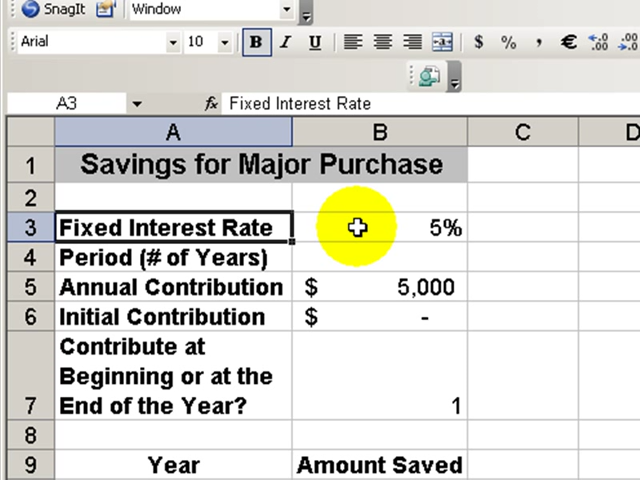 SnagIt Window
Arial 10 B I U $ % , € .00 .00
A3 fx Fixed Interest Rate
A B C D
1 Savings for Major Purchase
2
3 Fixed Interest Rate 5%
4 Period (# of Years)
5 Annual Contribution $ 5,000
6 Initial Contribution $ -
Contribute at
Beginning or at the
7 End of the Year? 1
8
9 Year Amount Saved